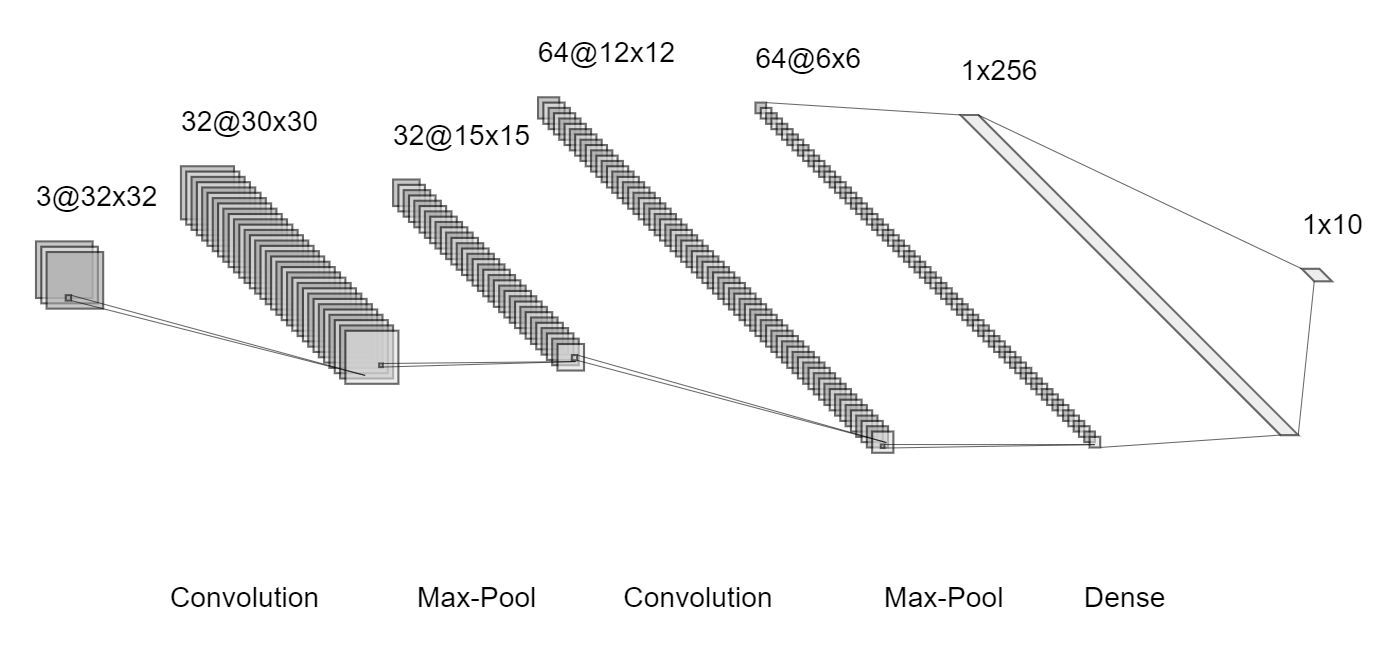 3@32x32
32@30x30
32@15x15
64@12x12
64@6x6
1x256
1x10
Convolution
Max-Pool
Convolution
Max-Pool
Dense